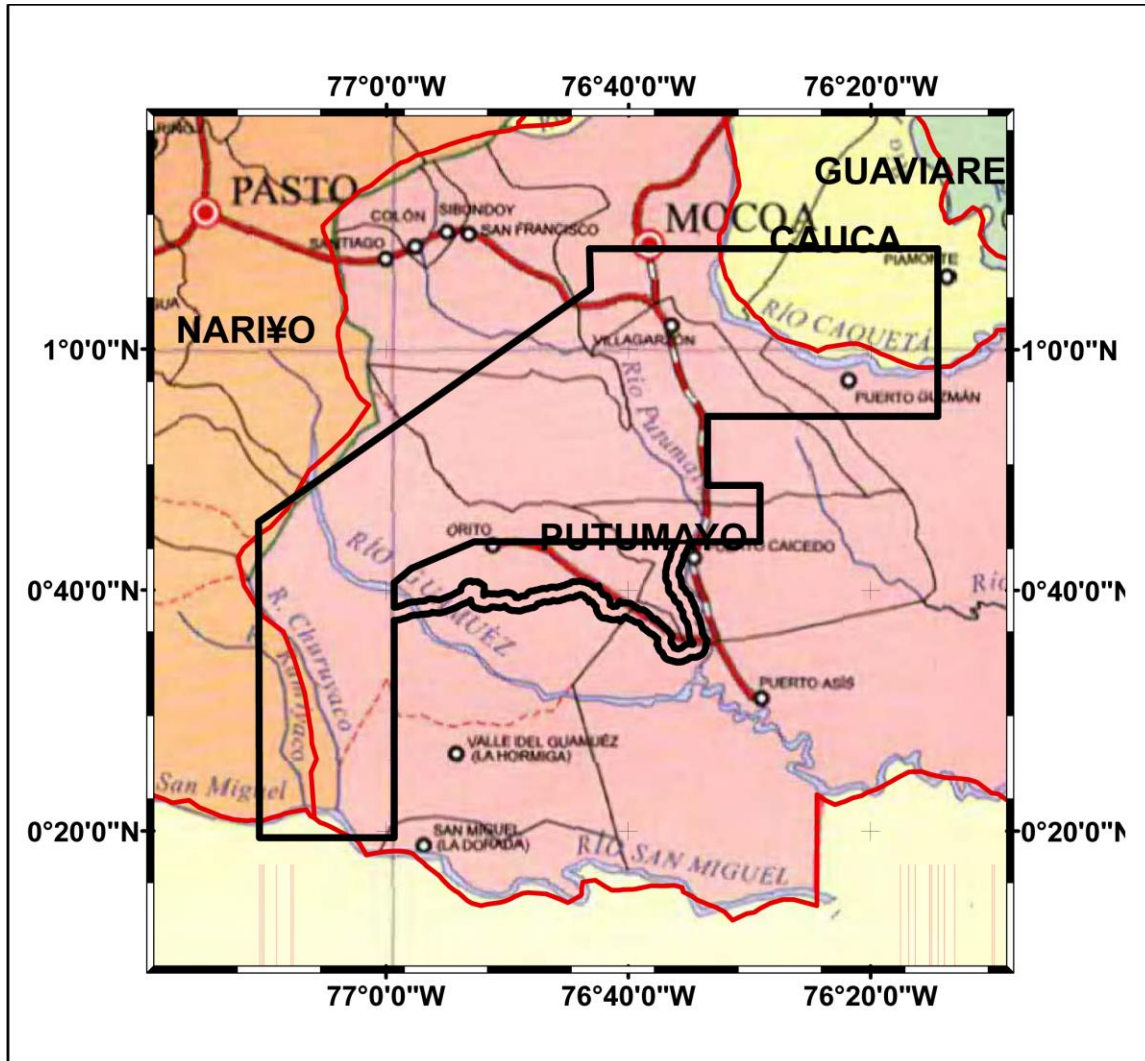 77°0'0"W
76°40'0"W
76°20'0"W
GUAVIARE
PASTO
SIBONDOY
COLÓN
SAN FRANCISCO
SANTIAGO
MOCOA
CAUCA
PIAMONTE
NARI¥O
RÍO CAQUETÁ
1°0'0"N
1°0'0"N
VILLAGARZÓN
Río Putumayo
PUERTO GUZMÁN
ORITO
PUTUMAYO
PUERTO CAICEDO
RÍO GUAMUÉZ
0°40'0"N
0°40'0"N
Río
R. Churuyaco
PUERTO ASÍS
VALLE DEL GUAMUÉZ
(LA HORMIGA)
San Miguel
0°20'0"N
0°20'0"N
SAN MIGUEL
(LA DORADA)
RÍO SAN MIGUEL
77°0'0"W
76°40'0"W
76°20'0"W